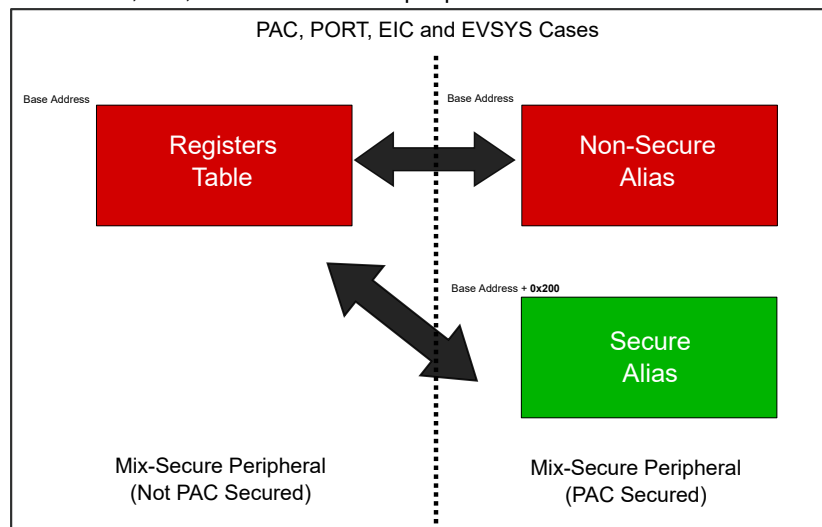 PAC, PORT, EIC and EVSYS Cases
Base Address
Registers
Table
Base Address
Non-Secure
Alias
Base Address + 0x200
Secure
Alias
Mix-Secure Peripheral
(Not PAC Secured)
Mix-Secure Peripheral
(PAC Secured)